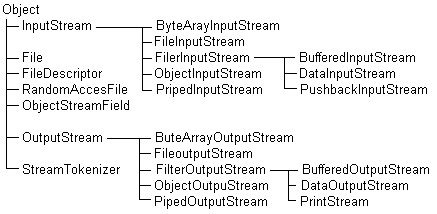 Object
InputStream ByteArayInputStream
FileInputStream
File FilerInputStream BufferedInputStream
FileDescriptor ObjectInputStream DataInputStream
RandomAccesFile PripedInputStream PushbackInputStream
ObjectStreamField
OutputStream ButeArrayOutputStream
FileoutputStream
StreamTokenizer FilterOutputStream BufferedOutputStream
ObjectOutpuStream DataOutputStream
PipedOutputStream PrintStream